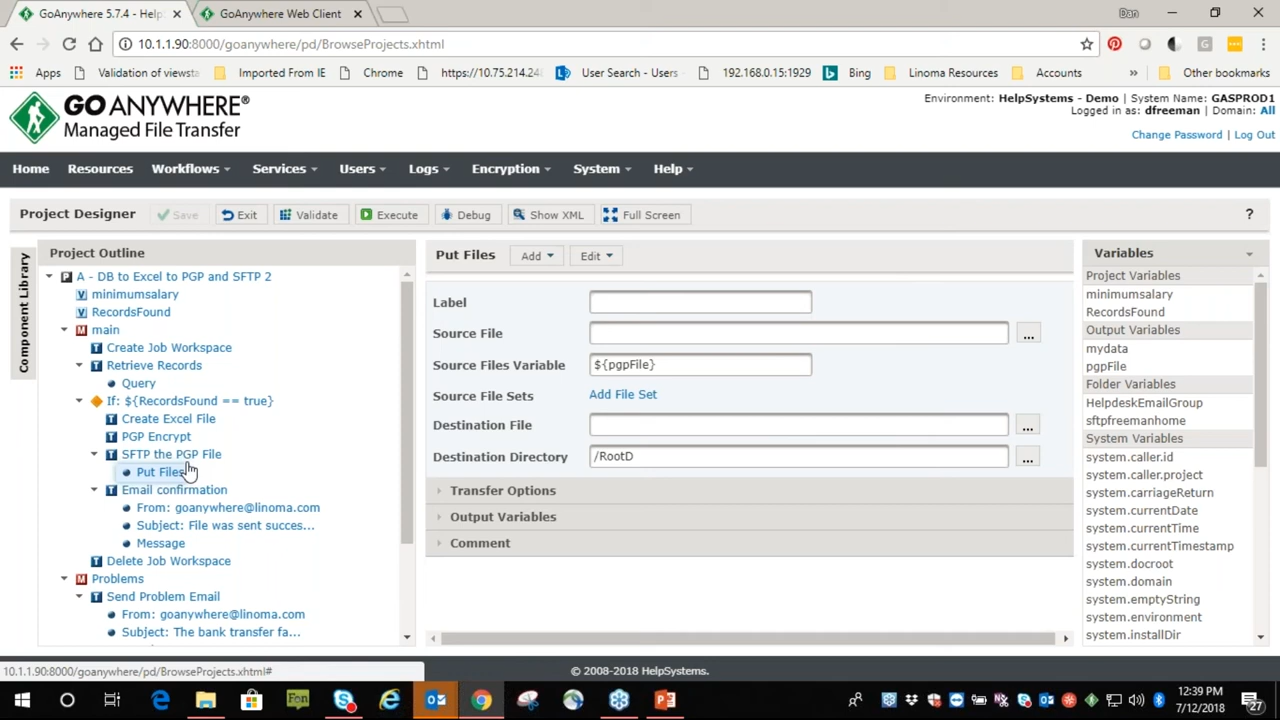 GoAnywhere 5.7.4 - Help
GoAnywhere Web Client
Dan
10.1.1.90:8000/goanywhere/pd/BrowseProjects.xhtml
Apps
Validation of viewsta
Imported From IE
Chrome
https://10.75.214.24
User Search - Users
192.168.0.15:1929
Bing
Linoma Resources
Accounts
»
Other bookmarks
GO ANYWHERE®
Managed File Transfer
Environment: HelpSystems - Demo | System Name: GASPROD1
Logged in as: dfreeman | Domain: All
Change Password | Log Out
Home
Resources
Workflows
Services
Users
Logs
Encryption
System
Help
Project Designer
Save
Exit
Validate
Execute
Debug
Show XML
Full Screen
?
Component Library
Project Outline
A - DB to Excel to PGP and SFTP 2
minimumsalary
RecordsFound
main
Create Job Workspace
Retrieve Records
Query
If: ${RecordsFound == true}
Create Excel File
PGP Encrypt
SFTP the PGP File
Put Files
Email confirmation
From: goanywhere@linoma.com
Subject: File was sent succes...
Message
Delete Job Workspace
Problems
Send Problem Email
From: goanywhere@linoma.com
Subject: The bank transfer fa...
Put Files
Add
Edit
Label
Source File
...
Source Files Variable
${pgpFile}
Source File Sets
Add File Set
Destination File
...
Destination Directory
/RootD
...
Transfer Options
Output Variables
Comment
Variables
Project Variables
minimumsalary
RecordsFound
Output Variables
mydata
pgpFile
Folder Variables
HelpdeskEmailGroup
sftpfreemanhome
System Variables
system.caller.id
system.caller.project
system.carriageReturn
system.currentDate
system.currentTime
system.currentTimestamp
system.docroot
system.domain
system.emptyString
system.environment
system.installDir
10.1.1.90:8000/goanywhere/pd/BrowseProjects.xhtml#
© 2008-2018 HelpSystems.
12:39 PM
7/12/2018
27